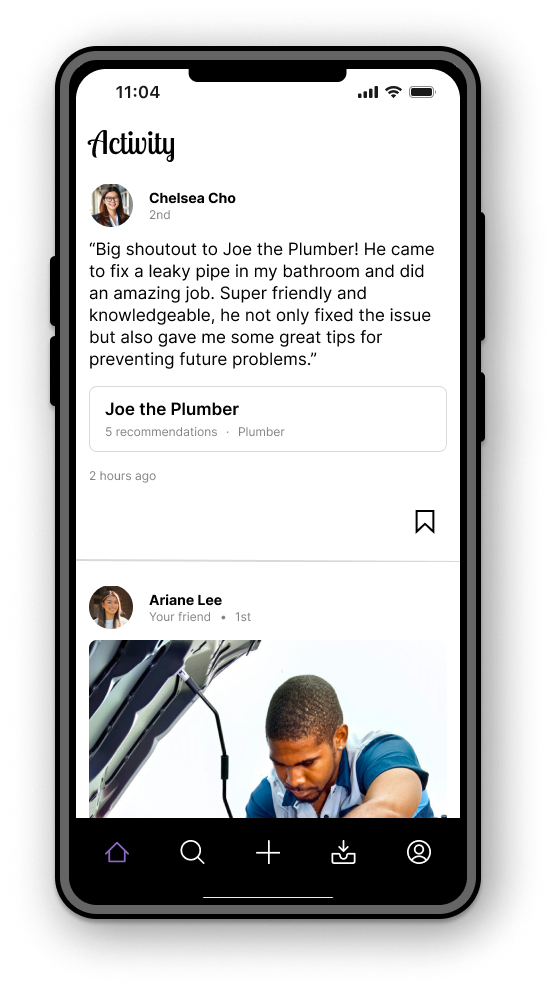 11:04
Activity
Chelsea Cho
2nd
“Big shoutout to Joe the Plumber! He came
to fix a leaky pipe in my bathroom and did
an amazing job. Super friendly and
knowledgeable, he not only fixed the issue
but also gave me some great tips for
preventing future problems.”
Joe the Plumber
5 recommendations · Plumber
2 hours ago
Ariane Lee
Your friend • 1st